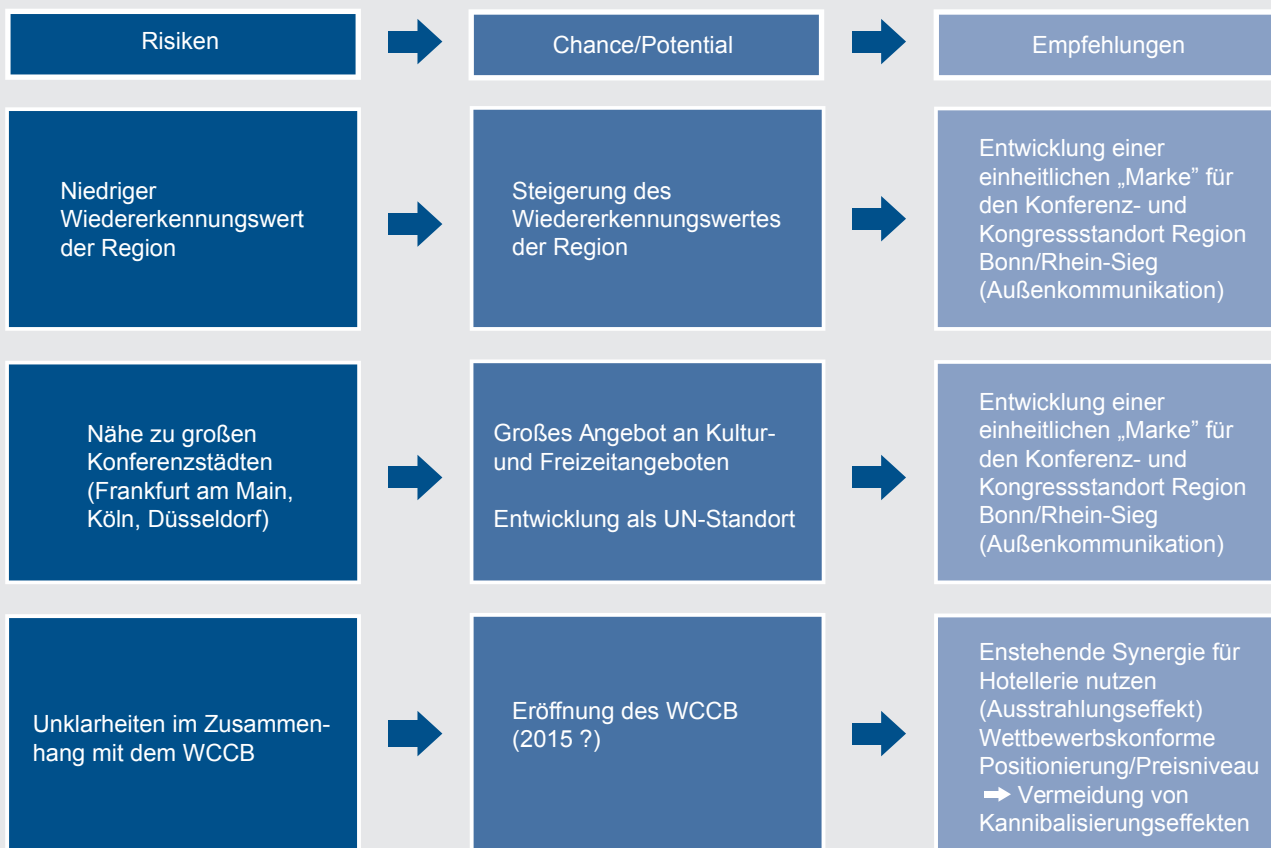 Risiken
Chance/Potential
Empfehlungen
Niedriger
Wiedererkennungswert
der Region
Steigerung des
Wiedererkennungswertes
der Region
Entwicklung einer
einheitlichen „Marke” für
den Konferenz- und
Kongressstandort Region
Bonn/Rhein-Sieg
(Außenkommunikation)
Nähe zu großen
Konferenzstädten
(Frankfurt am Main,
Köln, Düsseldorf)
Großes Angebot an Kultur-
und Freizeitangeboten
Entwicklung als UN-Standort
Entwicklung einer
einheitlichen „Marke” für
den Konferenz- und
Kongressstandort Region
Bonn/Rhein-Sieg
(Außenkommunikation)
Unklarheiten im Zusammen-
hang mit dem WCCB
Eröffnung des WCCB
(2015 ?)
Enstehende Synergie für
Hotellerie nutzen
(Ausstrahlungseffekt)
Wettbewerbskonforme
Positionierung/Preisniveau
➡ Vermeidung von
Kannibalisierungseffekten